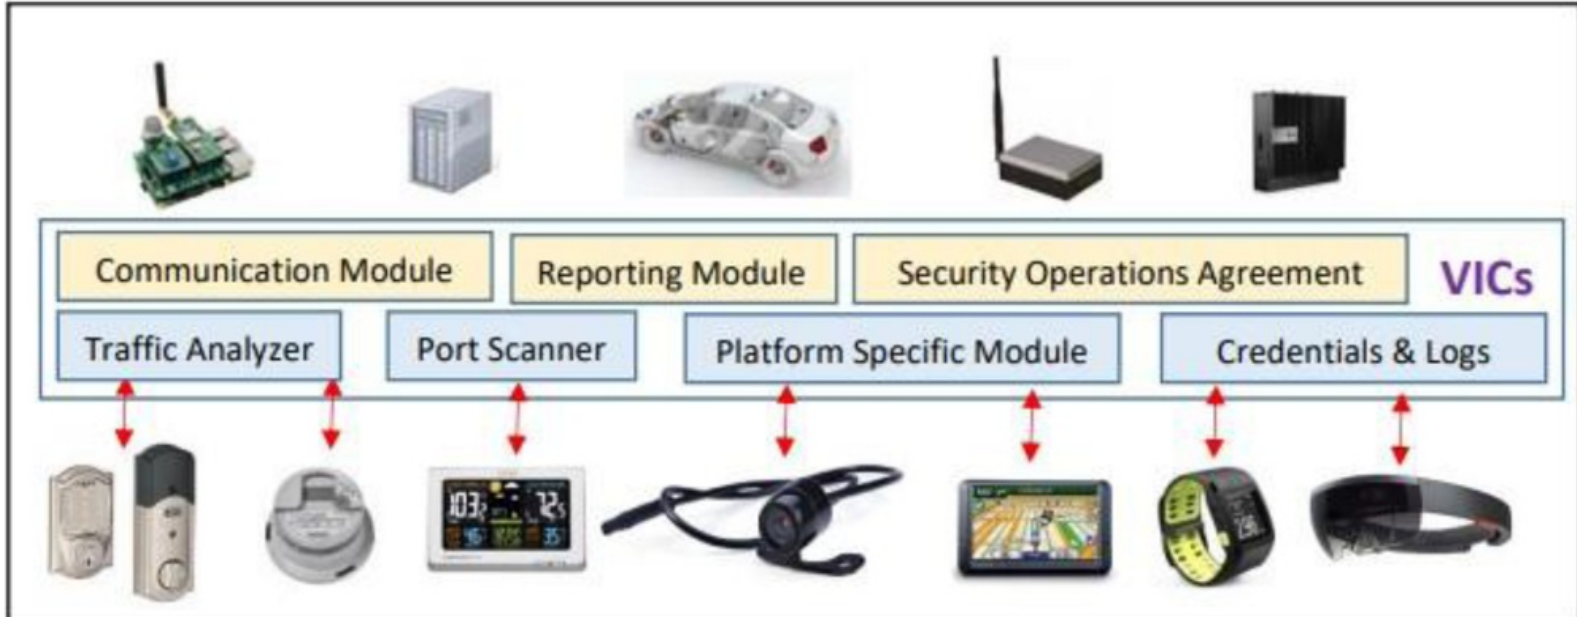 Communication Module
Reporting Module
Security Operations Agreement
VICs
Traffic Analyzer
Port Scanner
Platform Specific Module
Credentials & Logs